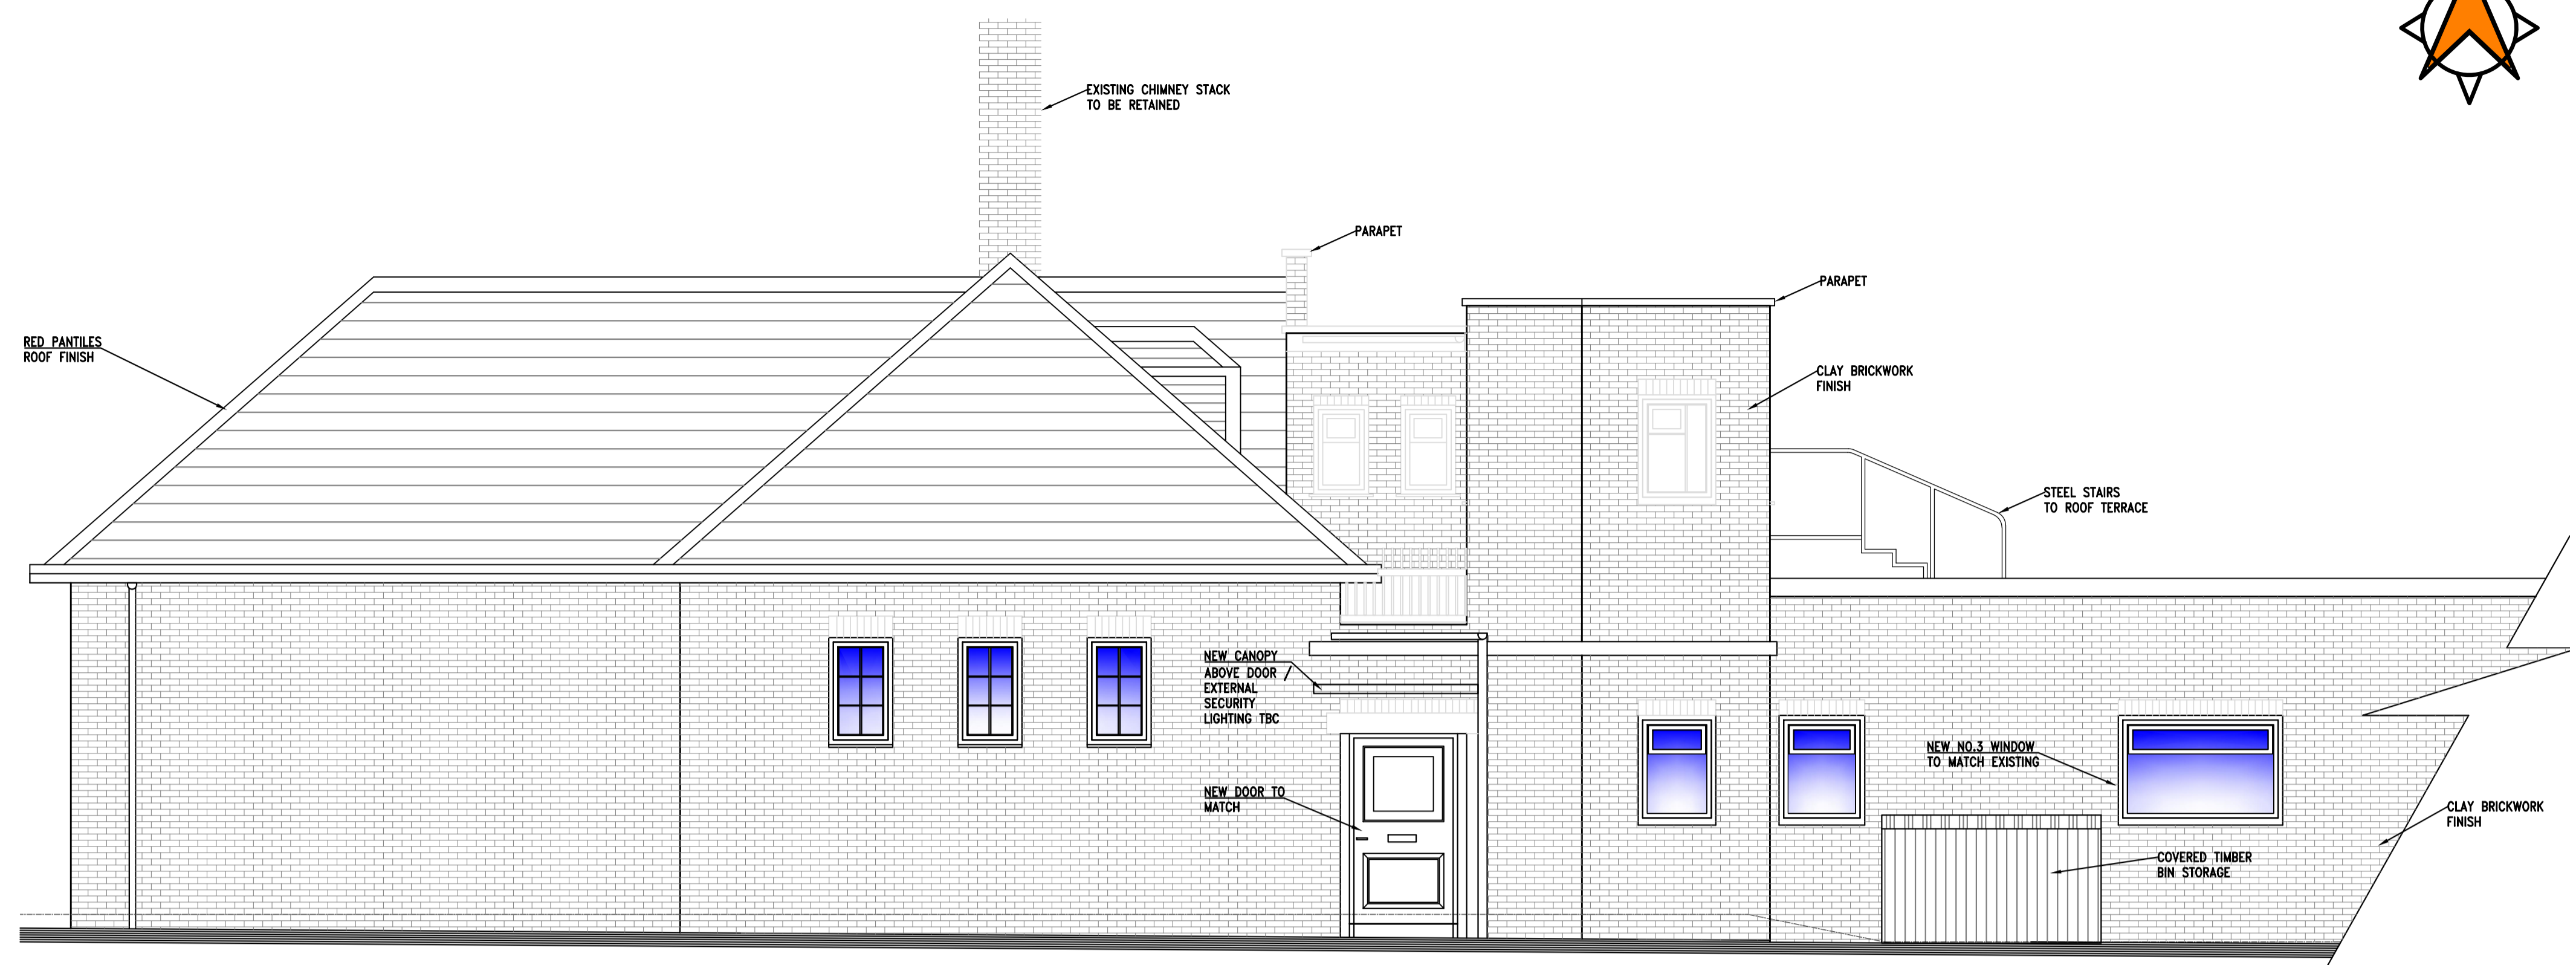 EXISTING CHIMNEY STACK
TO BE RETAINED
PARAPET
PARAPET
RED PANTILES
ROOF FINISH
CLAY BRICKWORK
FINISH
STEEL STAIRS
TO ROOF TERRACE
NEW CANOPY
ABOVE DOOR /
EXTERNAL
SECURITY
LIGHTING TBC
NEW NO.3 WINDOW
TO MATCH EXISTING
NEW DOOR TO
MATCH
CLAY BRICKWORK
FINISH
COVERED TIMBER
BIN STORAGE